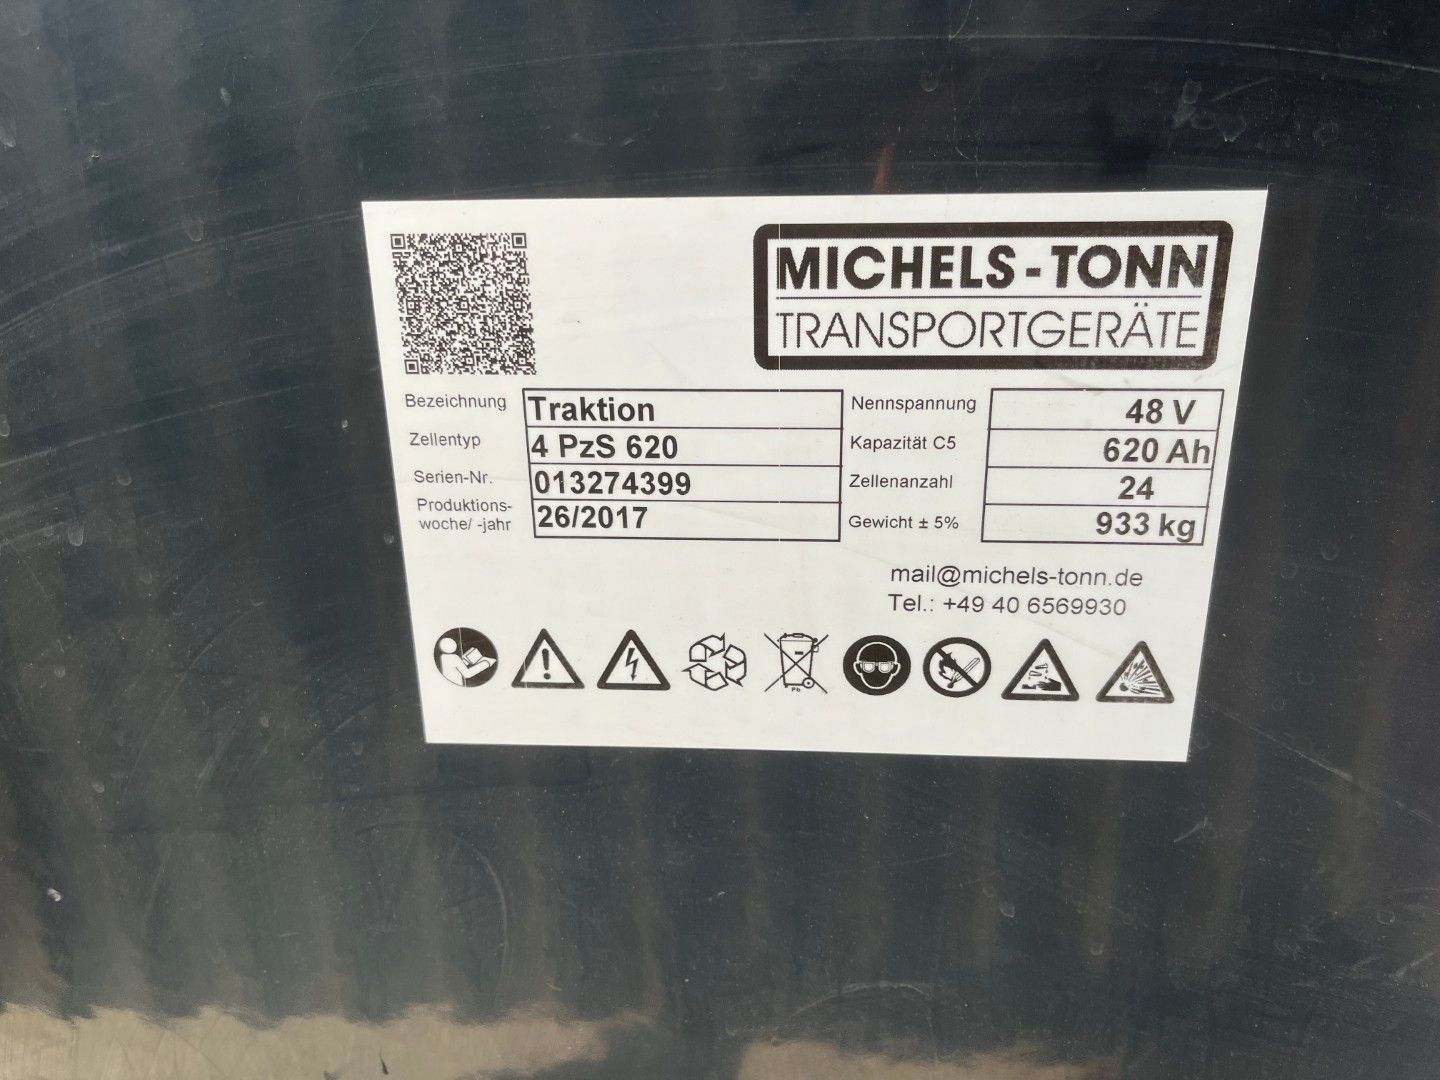 MICHELS-TONN
TRANSPORTGERÄTE
Bezeichnung Traktion
Zellentyp 4 PzS 620
Serien-Nr. 013274399
Produktions-
woche/ -jahr 26/2017
Nennspannung 48 V
Kapazität C5 620 Ah
Zellenanzahl 24
Gewicht ± 5% 933 kg
mail@michels-tonn.de
Tel.: +49 40 6569930
Pb